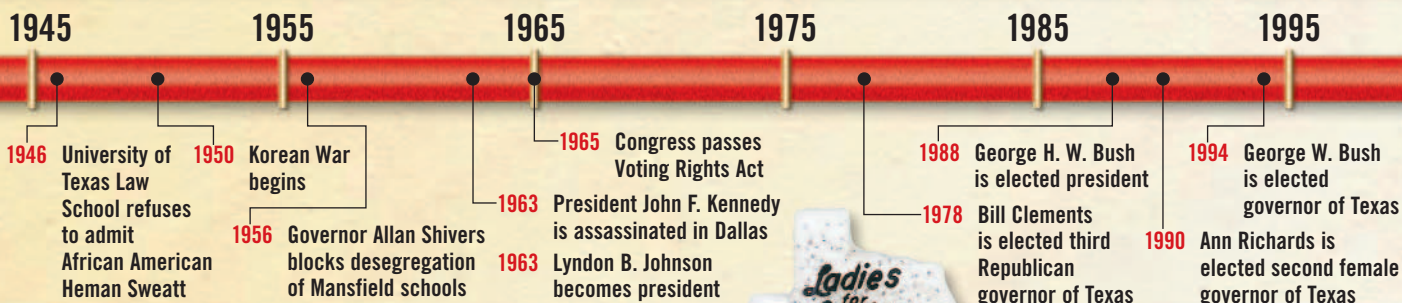 1945 1955 1965 1975 1985 1995
1946 University of
Texas Law
School refuses
to admit
African American
Heman Sweatt
1950 Korean War
begins
1956 Governor Allan Shivers
blocks desegregation
of Mansfield schools
1965 Congress passes
Voting Rights Act
1963 President John F. Kennedy
is assassinated in Dallas
1963 Lyndon B. Johnson
becomes president
1988 George H. W. Bush
is elected president
1978 Bill Clements
is elected third
Republican
governor of Texas
1994 George W. Bush
is elected
governor of Texas
1990 Ann Richards is
elected second female
governor of Texas
Ladies
for